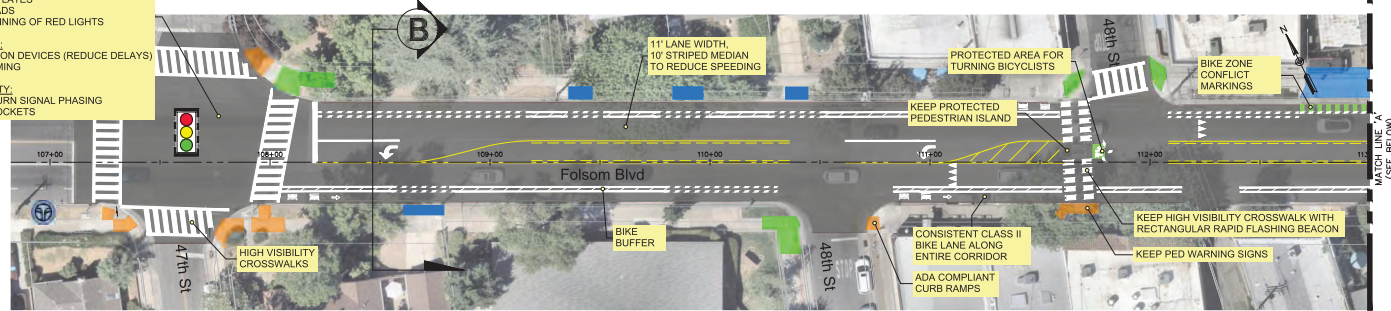 ADS
NING OF RED LIGHTS
ON DEVICES (REDUCE DELAYS)
MING
TY:
URN SIGNAL PHASING
OCKETS
B
11' LANE WIDTH,
10' STRIPED MEDIAN
TO REDUCE SPEEDING
PROTECTED AREA FOR
TURNING BICYCLISTS
48th St
BIKE ZONE
CONFLICT
MARKINGS
N
KEEP PROTECTED
PEDESTRIAN ISLAND
MATCH LINE "A"
(SEE BELOW)
107+00
108+00
109+00
110+00
111+00
112+00
113
Folsom Blvd
47th St
HIGH VISIBILITY
CROSSWALKS
BIKE
BUFFER
48th St
STOP
ADA COMPLIANT
CURB RAMPS
CONSISTENT CLASS II
BIKE LANE ALONG
ENTIRE CORRIDOR
KEEP HIGH VISIBILITY CROSSWALK WITH
RECTANGULAR RAPID FLASHING BEACON
KEEP PED WARNING SIGNS